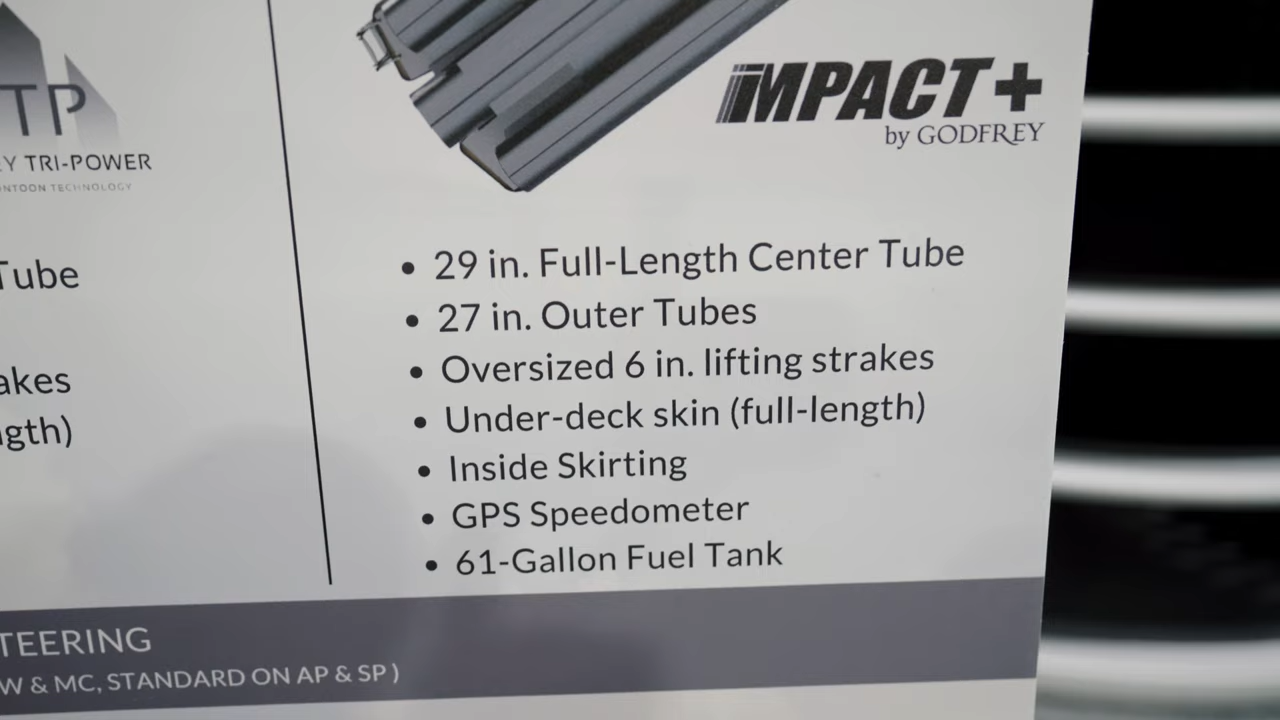 TP
Y TRI-POWER
NTOON TECHNOLOGY
Tube
akes
gth)
IMPACT+
by GODFREY
• 29 in. Full-Length Center Tube
• 27 in. Outer Tubes
• Oversized 6 in. lifting strakes
• Under-deck skin (full-length)
• Inside Skirting
• GPS Speedometer
• 61-Gallon Fuel Tank
TEERING
W & MC, STANDARD ON AP & SP )